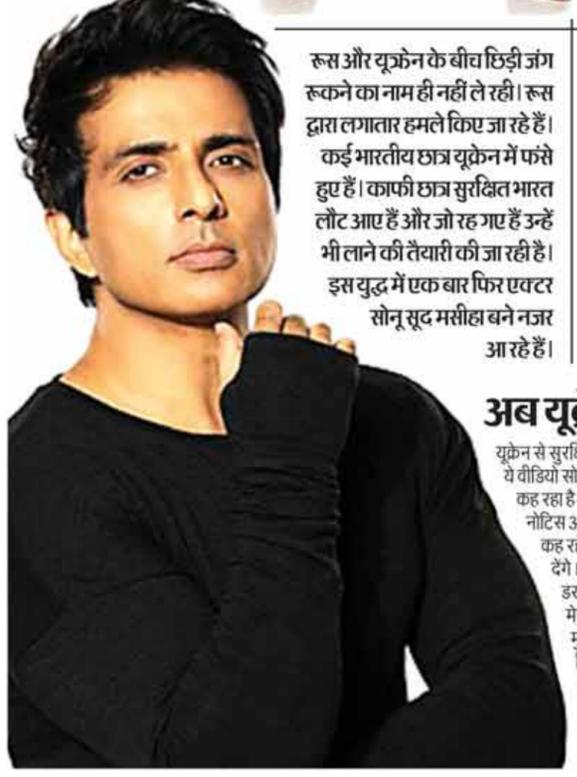 रूस और यूक्रेन के बीच छिड़ी जंग
रूकने का नाम ही नहीं ले रही। रूस
द्वारा लगातार हमले किए जा रहे हैं।
कई भारतीय छात्र यूक्रेन में फंसे
हुए हैं। काफी छात्र सुरक्षित भारत
लौट आए हैं और जो रह गए हैं उन्हें
भी लाने की तैयारी की जा रही है।
इस युद्ध में एक बार फिर एक्टर
सोनू सूद मसीहा बने नजर
आ रहे हैं।
अब
यूक्रेन से
ये वीडियो
कह रहा है
नोटिस
कह
देंगे।